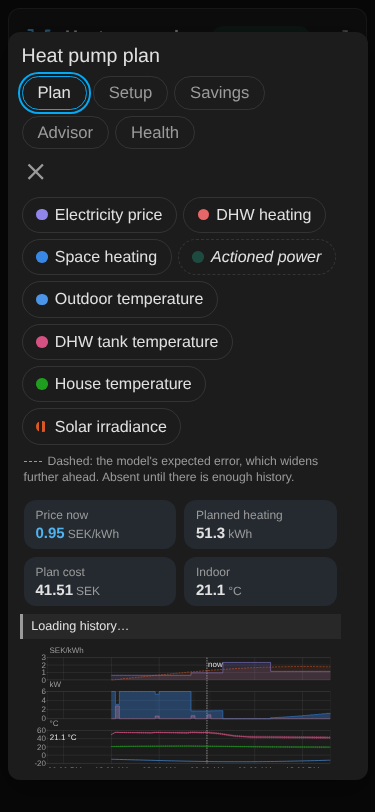 Heat pump plan
Plan
Setup
Savings
Advisor
Health
Electricity price
DHW heating
Space heating
Actioned power
Outdoor temperature
DHW tank temperature
House temperature
Solar irradiance
---- Dashed: the model's expected error, which widens
further ahead. Absent until there is enough history.
Price now
0.95 SEK/kWh
Planned heating
51.3 kWh
Plan cost
41.51 SEK
Indoor
21.1 °C
Loading history…
SEK/kWh
3
2
1
0
now
kW
6
4
2
0
°C
60
40
20
0
-20
21.1 °C